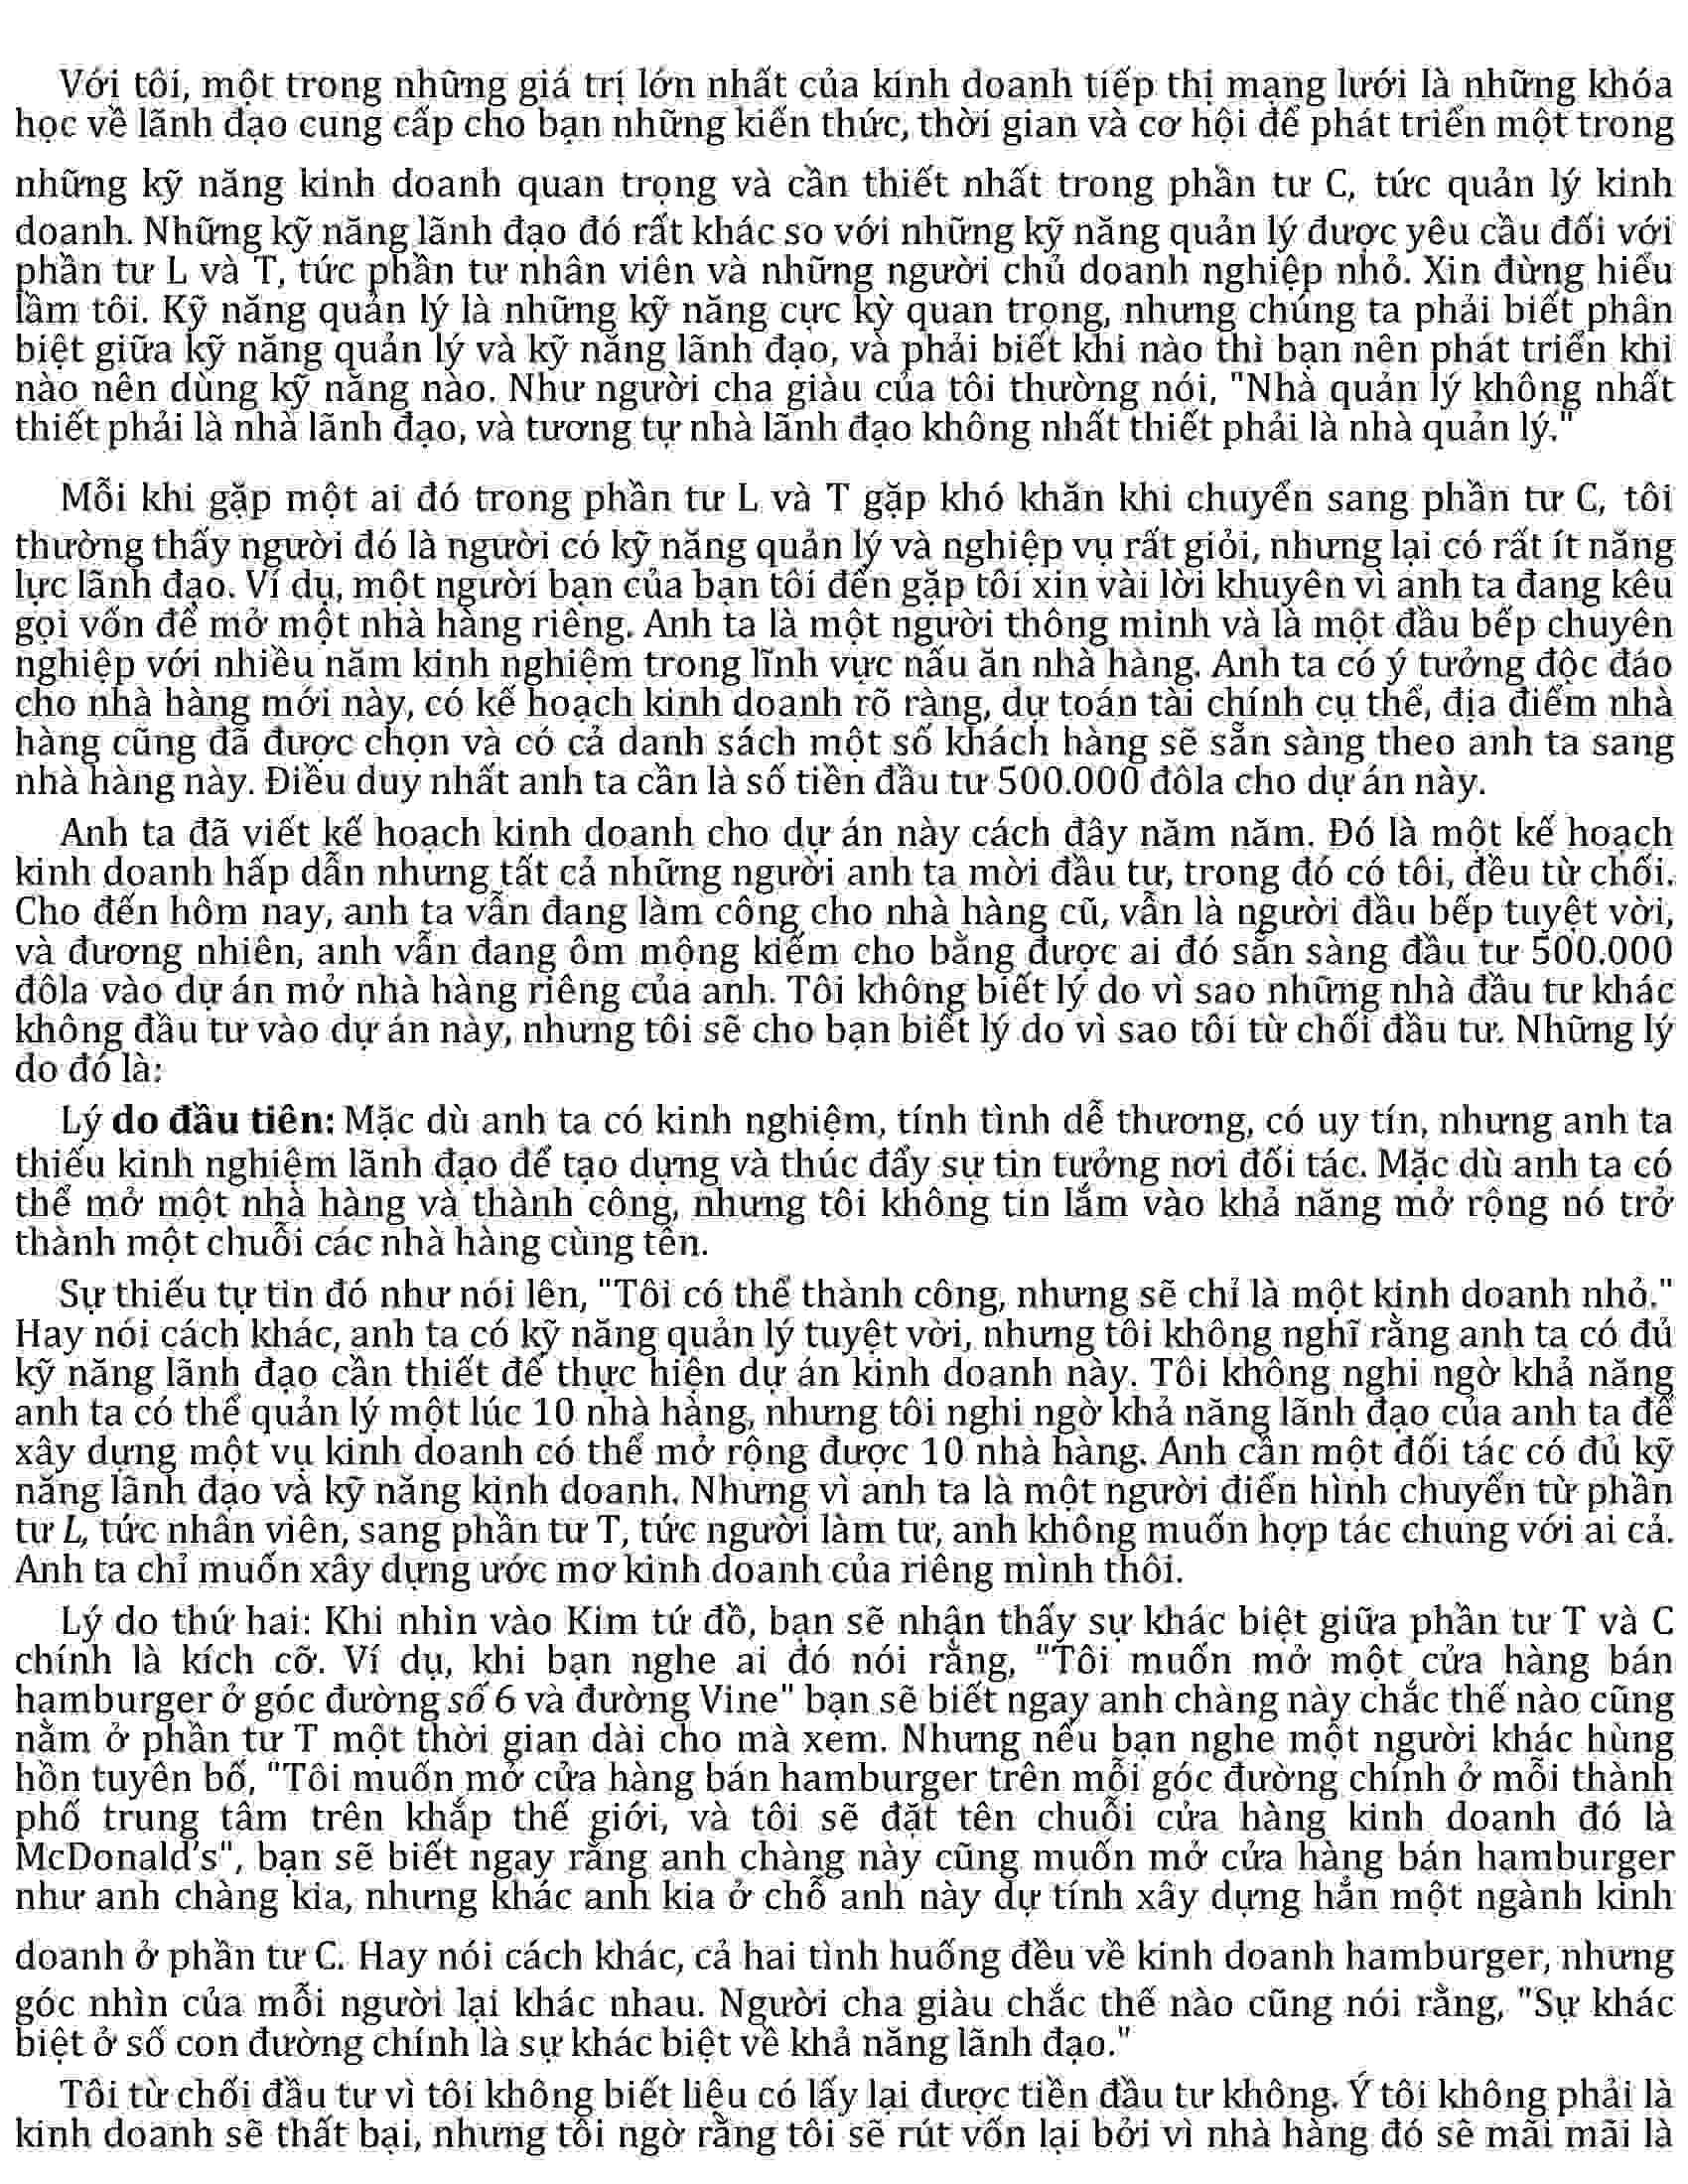 Với tôi, một trong những giá trị lớn nhất của kinh doanh tiếp thị mạng lưới là những khóa
học về lãnh đạo cung cấp cho bạn những kiến thức, thời gian và cơ hội để phát triển một trong
những kỹ năng kinh doanh quan trọng và cần thiết nhất trong phần tư C, tức quản lý kinh
doanh. Những kỹ năng lãnh đạo đó rất khác so với những kỹ năng quản lý được yêu cầu đối với
phần tư L và T, tức phần tư nhân viên và những người chủ doanh nghiệp nhỏ. Xin đừng hiểu
lầm tôi. Kỹ năng quản lý là những kỹ năng cực kỳ quan trọng, nhưng chúng ta phải biết phân
biệt giữa kỹ năng quản lý và kỹ năng lãnh đạo, và phải biết khi nào thì bạn nên phát triển khi
nào nên dùng kỹ năng nào. Như người cha giàu của tôi thường nói, "Nhà quản lý không nhất
thiết phải là nhà lãnh đạo, và tương tự nhà lãnh đạo không nhất thiết phải là nhà quản lý."
Mỗi khi gặp một ai đó trong phần tư L và T gặp khó khăn khi chuyển sang phần tư C, tôi
thường thấy người đó là người có kỹ năng quản lý và nghiệp vụ rất giỏi, nhưng lại có rất ít năng
lực lãnh đạo. Ví dụ, một người bạn của bạn tôi đến gặp tôi xin vài lời khuyên vì anh ta đang kêu
gọi vốn để mở một nhà hàng riêng. Anh ta là một người thông minh và là một đầu bếp chuyên
nghiệp với nhiều năm kinh nghiệm trong lĩnh vực nấu ăn nhà hàng. Anh ta có ý tưởng độc đáo
cho nhà hàng mới này, có kế hoạch kinh doanh rõ ràng, dự toán tài chính cụ thể, địa điểm nhà
hàng cũng đã được chọn và có cả danh sách một số khách hàng sẽ sẵn sàng theo anh ta sang
nhà hàng này. Điều duy nhất anh ta cần là số tiền đầu tư 500.000 đôla cho dự án này.
Anh ta đã viết kế hoạch kinh doanh cho dự án này cách đây năm năm. Đó là một kế hoạch
kinh doanh hấp dẫn nhưng tất cả những người anh ta mời đầu tư, trong đó có tôi, đều từ chối.
Cho đến hôm nay, anh ta vẫn đang làm công cho nhà hàng cũ, vẫn là người đầu bếp tuyệt vời,
và đương nhiên, anh vẫn đang ôm mộng kiếm cho bằng được ai đó sẵn sàng đầu tư 500.000
đôla vào dự án mở nhà hàng riêng của anh. Tôi không biết lý do vì sao những nhà đầu tư khác
không đầu tư vào dự án này, nhưng tôi sẽ cho bạn biết lý do vì sao tôi từ chối đầu tư. Những lý
do đó là:
Lý do đầu tiên: Mặc dù anh ta có kinh nghiệm, tính tình dễ thương, có uy tín, nhưng anh ta
thiếu kinh nghiệm lãnh đạo để tạo dựng và thúc đẩy sự tin tưởng nơi đối tác. Mặc dù anh ta có
thể mở một nhà hàng và thành công, nhưng tôi không tin lắm vào khả năng mở rộng nó trở
thành một chuỗi các nhà hàng cùng tên.
Sự thiếu tự tin đó như nói lên, "Tôi có thể thành công, nhưng sẽ chỉ là một kinh doanh nhỏ."
Hay nói cách khác, anh ta có kỹ năng quản lý tuyệt vời, nhưng tôi không nghĩ rằng anh ta có đủ
kỹ năng lãnh đạo cần thiết để thực hiện dự án kinh doanh này. Tôi không nghi ngờ khả năng
anh ta có thể quản lý một lúc 10 nhà hàng, nhưng tôi nghi ngờ khả năng lãnh đạo của anh ta để
xây dựng một vụ kinh doanh có thể mở rộng được 10 nhà hàng. Anh cần một đối tác có đủ kỹ
năng lãnh đạo và kỹ năng kinh doanh. Nhưng vì anh ta là một người điển hình chuyển từ phần
tư L, tức nhân viên, sang phần tư T, tức người làm tư, anh không muốn hợp tác chung với ai cả.
Anh ta chỉ muốn xây dựng ước mơ kinh doanh của riêng mình thôi.
Lý do thứ hai: Khi nhìn vào Kim tứ đồ, bạn sẽ nhận thấy sự khác biệt giữa phần tư T và C
chính là kích cỡ. Ví dụ, khi bạn nghe ai đó nói rằng, "Tôi muốn mở một cửa hàng bán
hamburger ở góc đường số 6 và đường Vine" bạn sẽ biết ngay anh chàng này chắc thế nào cũng
nằm ở phần tư T một thời gian dài cho mà xem. Nhưng nếu bạn nghe một người khác hùng
hồn tuyên bố, "Tôi muốn mở cửa hàng bán hamburger trên mỗi góc đường chính ở mỗi thành
phố trung tâm trên khắp thế giới, và tôi sẽ đặt tên chuỗi cửa hàng kinh doanh đó là
McDonald's", bạn sẽ biết ngay rằng anh chàng này cũng muốn mở cửa hàng bán hamburger
như anh chàng kia, nhưng khác anh kia ở chỗ anh này dự tính xây dựng hẳn một ngành kinh
doanh ở phần tư C. Hay nói cách khác, cả hai tình huống đều về kinh doanh hamburger, nhưng
góc nhìn của mỗi người lại khác nhau. Người cha giàu chắc thế nào cũng nói rằng, "Sự khác
biệt ở số con đường chính là sự khác biệt về khả năng lãnh đạo."
Tôi từ chối đầu tư vì tôi không biết liệu có lấy lại được tiền đầu tư không. Ý tôi không phải là
kinh doanh sẽ thất bại, nhưng tôi ngờ rằng tôi sẽ rút vốn lại bởi vì nhà hàng đó sẽ mãi mãi là